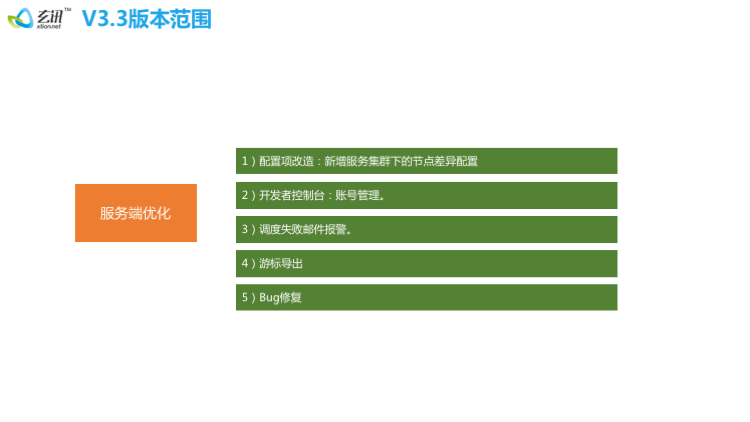 玄讯™
xtion.net
V3.3版本范围
服务端优化
1）配置项改造：新增服务集群下的节点差异配置
2）开发者控制台：账号管理。
3）调度失败邮件报警。
4）游标导出
5）Bug修复